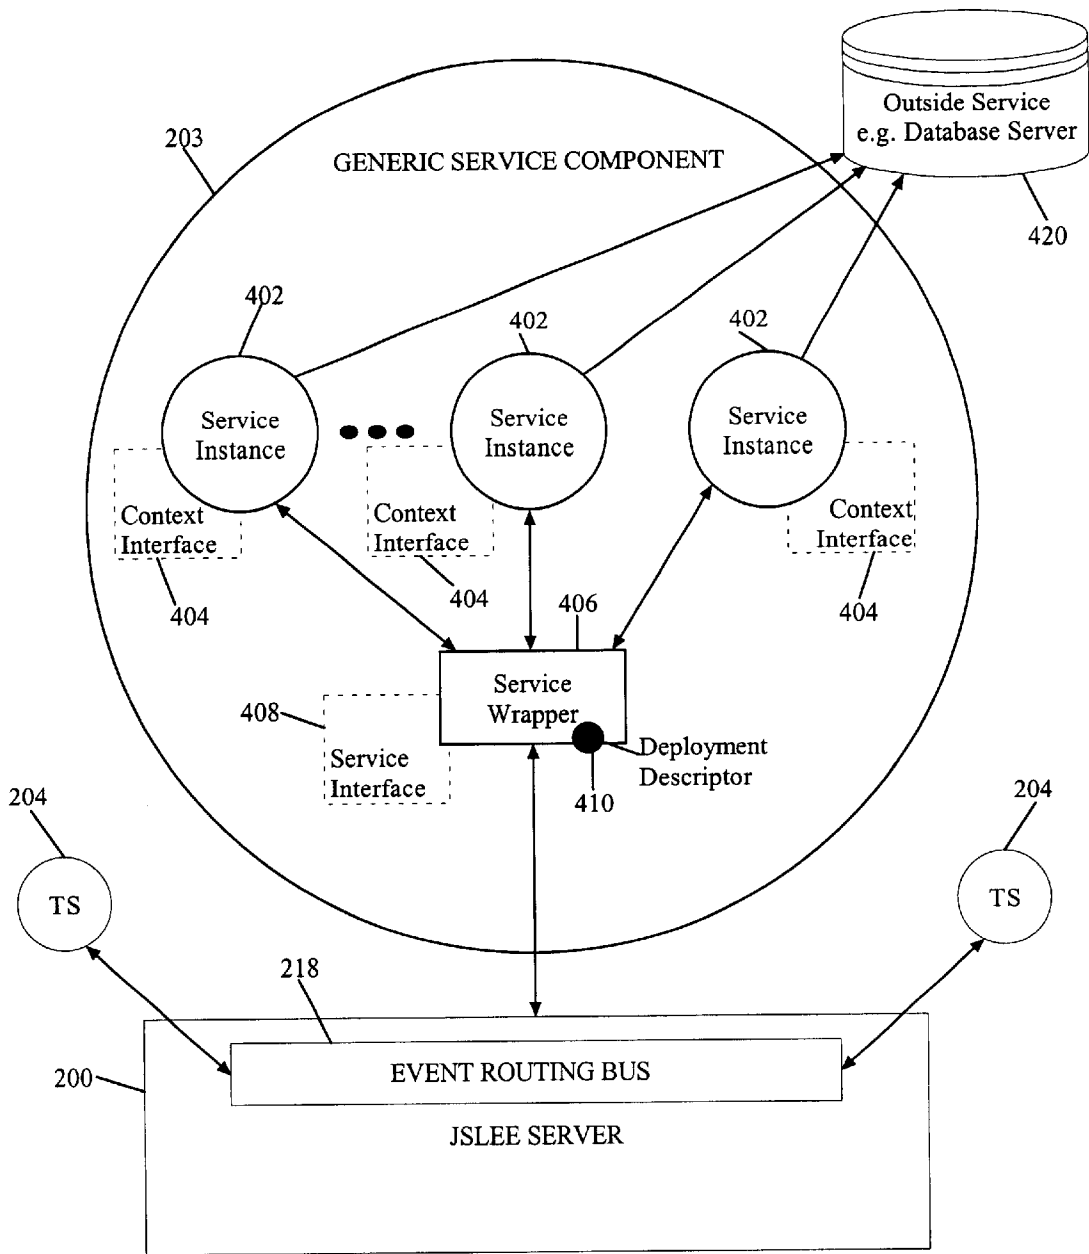 Outside Service
e.g. Database Server
203
GENERIC SERVICE COMPONENT
420
402
402
402
Service
Instance
Service
Instance
Service
Instance
Context
Interface
Context
Interface
Context
Interface
404
404
404
406
Service
Wrapper
408
Service
Interface
Deployment
Descriptor
410
204
204
TS
TS
218
EVENT ROUTING BUS
200
JSLEE SERVER